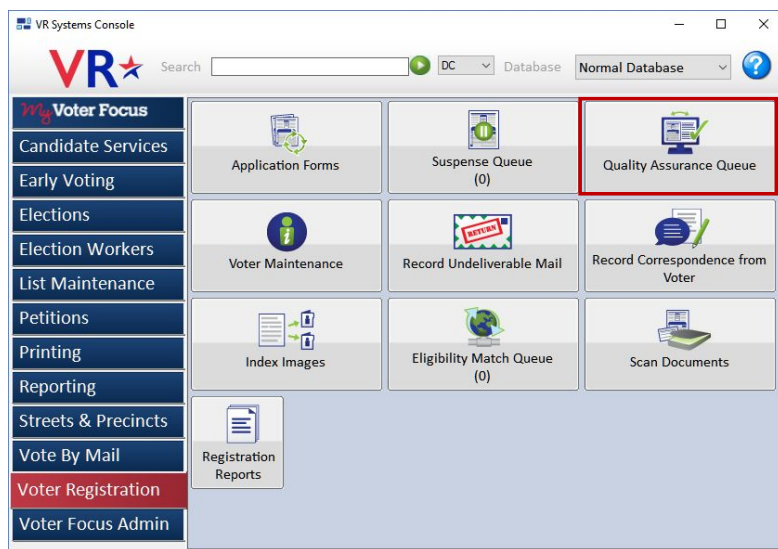 VR Systems Console
VR
Search
DC
Database
Normal Database
?
My Voter Focus
Candidate Services
Early Voting
Elections
Election Workers
List Maintenance
Petitions
Printing
Reporting
Streets & Precincts
Vote By Mail
Voter Registration
Voter Focus Admin
Application Forms
Suspense Queue
(0)
Quality Assurance Queue
Voter Maintenance
RETURN
Record Undeliverable Mail
Record Correspondence from
Voter
Index Images
Eligibility Match Queue
(0)
Scan Documents
Registration
Reports